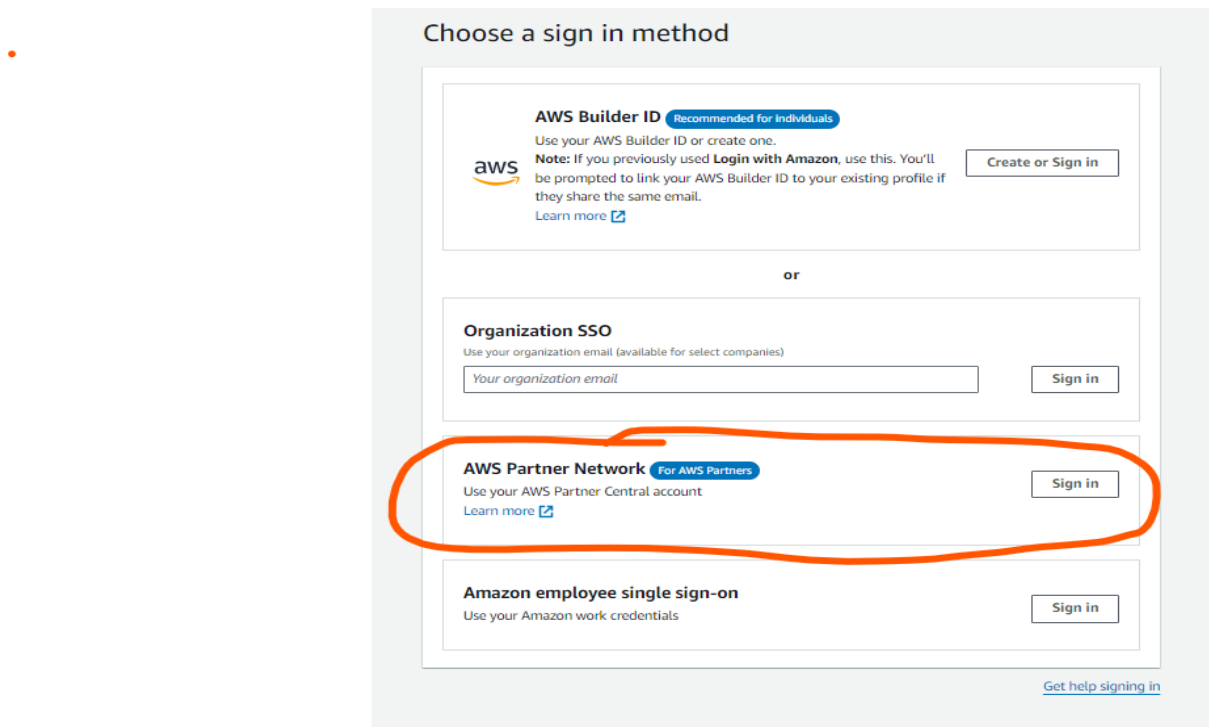 Choose a sign in method
AWS Builder ID Recommended for Individuals
Use your AWS Builder ID or create one.
Note: If you previously used Login with Amazon, use this. You'll
be prompted to link your AWS Builder ID to your existing profile if
they share the same email.
Learn more
aws
Create or Sign in
or
Organization SSO
Use your organization email (available for select companies)
Your organization email
Sign in
AWS Partner Network For AWS Partners
Use your AWS Partner Central account
Learn more
Sign in
Amazon employee single sign-on
Use your Amazon work credentials
Sign in
Get help signing in